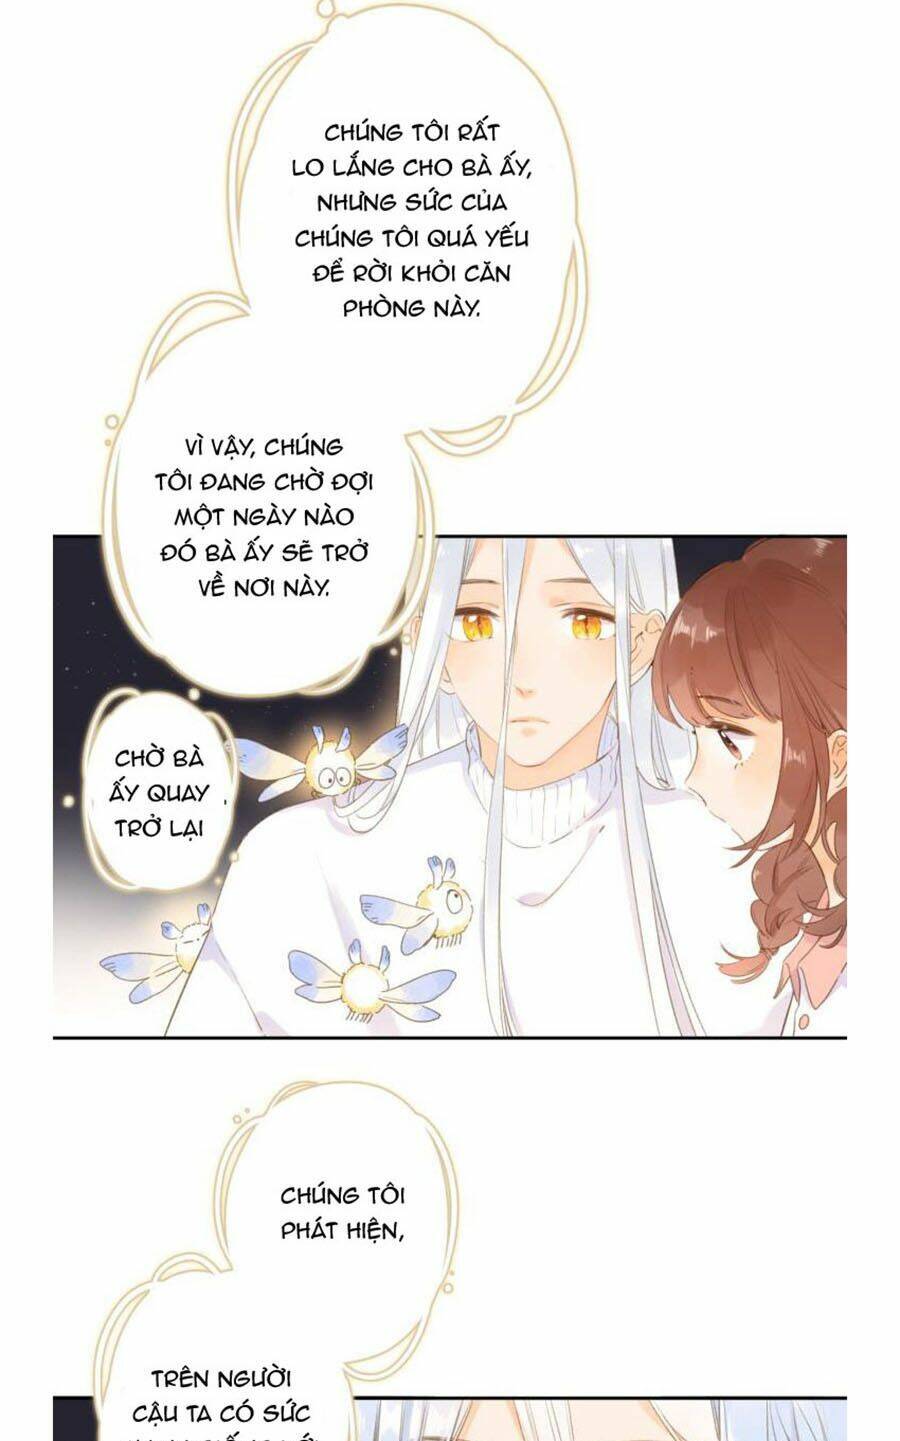 CHÚNG TÔI RẤT
LO LẮNG CHO BÀ ẤY,
NHƯNG SỨC CỦA
CHÚNG TÔI QUÁ YẾU
ĐỂ RỜI KHỎI CĂN
PHÒNG NÀY.
VÌ VẬY, CHÚNG
TÔI ĐANG CHỜ ĐỢI
MỘT NGÀY NÀO
ĐÓ BÀ ẤY SẼ TRỞ
VỀ NƠI NÀY.
CHỜ BÀ
ẤY QUAY
TRỞ LẠI
CHÚNG TÔI
PHÁT HIỆN,
TRÊN NGƯỜI
CẬU TA CÓ SỨC